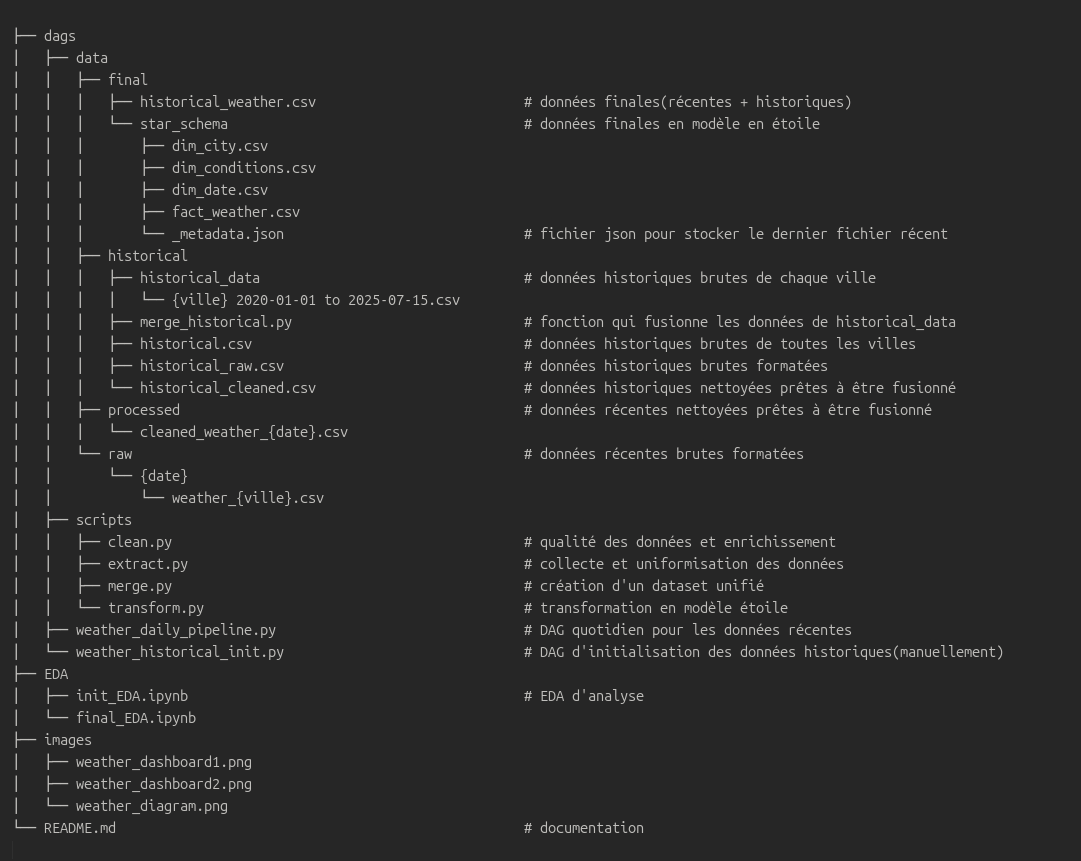 ├── dags
│   ├── data
│   │   ├── final
│   │   │   ├── historical_weather.csv                          # données finales(récentes + historiques)
│   │   │   └── star_schema                                     # données finales en modèle en étoile
│   │   │       ├── dim_city.csv
│   │   │       ├── dim_conditions.csv
│   │   │       ├── dim_date.csv
│   │   │       ├── fact_weather.csv
│   │   │       └── _metadata.json                              # fichier json pour stocker le dernier fichier récent
│   │   ├── historical
│   │   │   ├── historical_data                                 # données historiques brutes de chaque ville
│   │   │   │   └── {ville} 2020-01-01 to 2025-07-15.csv
│   │   │   ├── merge_historical.py                             # fonction qui fusionne les données de historical_data
│   │   │   ├── historical.csv                                  # données historiques brutes de toutes les villes
│   │   │   ├── historical_raw.csv                              # données historiques brutes formatées
│   │   │   └── historical_cleaned.csv                          # données historiques nettoyées prêtes à être fusionné
│   │   ├── processed                                           # données récentes nettoyées prêtes à être fusionné
│   │   │   └── cleaned_weather_{date}.csv
│   │   └── raw                                                 # données récentes brutes formatées
│   │       └── {date}
│   │           └── weather_{ville}.csv
│   ├── scripts
│   │   ├── clean.py                                            # qualité des données et enrichissement
│   │   ├── extract.py                                          # collecte et uniformisation des données
│   │   ├── merge.py                                            # création d'un dataset unifié
│   │   └── transform.py                                        # transformation en modèle étoile
│   ├── weather_daily_pipeline.py                               # DAG quotidien pour les données récentes
│   └── weather_historical_init.py                              # DAG d'initialisation des données historiques(manuellement)
├── EDA
│   ├── init_EDA.ipynb                                          # EDA d'analyse
│   └── final_EDA.ipynb
├── images
│   ├── weather_dashboard1.png
│   ├── weather_dashboard2.png
│   └── weather_diagram.png
└── README.md                                                   # documentation